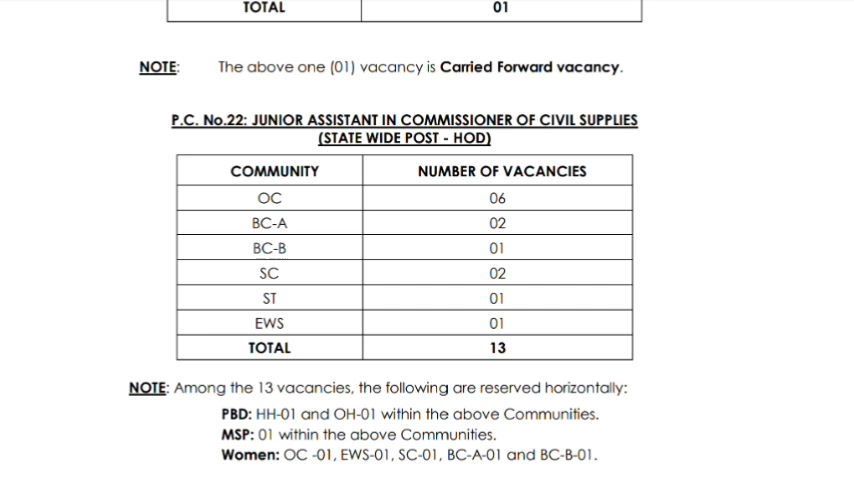 TOTAL 01
NOTE: The above one (01) vacancy is Carried Forward vacancy.
P.C. No.22: JUNIOR ASSISTANT IN COMMISSIONER OF CIVIL SUPPLIES
(STATE WIDE POST - HOD)
COMMUNITY NUMBER OF VACANCIES
OC 06
BC-A 02
BC-B 01
SC 02
ST 01
EWS 01
TOTAL 13
NOTE: Among the 13 vacancies, the following are reserved horizontally:
PBD: HH-01 and OH-01 within the above Communities.
MSP: 01 within the above Communities.
Women: OC -01, EWS-01, SC-01, BC-A-01 and BC-B-01.